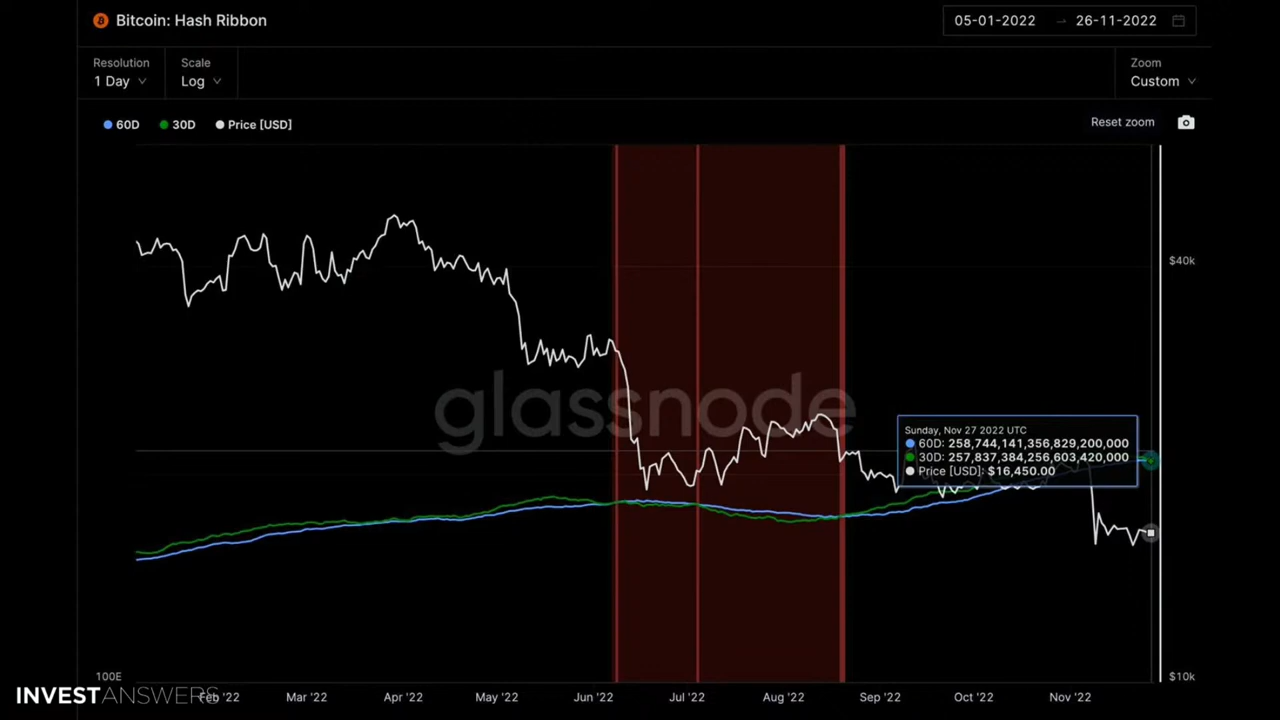 Bitcoin: Hash Ribbon
05-01-2022 → 26-11-2022
Resolution
1 Day
Scale
Log
Zoom
Custom
60D
30D
Price [USD]
Reset zoom
$40k
glassnode
Sunday, Nov 27 2022 UTC
60D: 258,744,141,356,829,200,000
30D: 257,837,384,256,603,420,000
Price [USD]: $16,450.00
100E
$10k
INVESTANSWERS
Feb '22
Mar '22
Apr '22
May '22
Jun '22
Jul '22
Aug '22
Sep '22
Oct '22
Nov '22